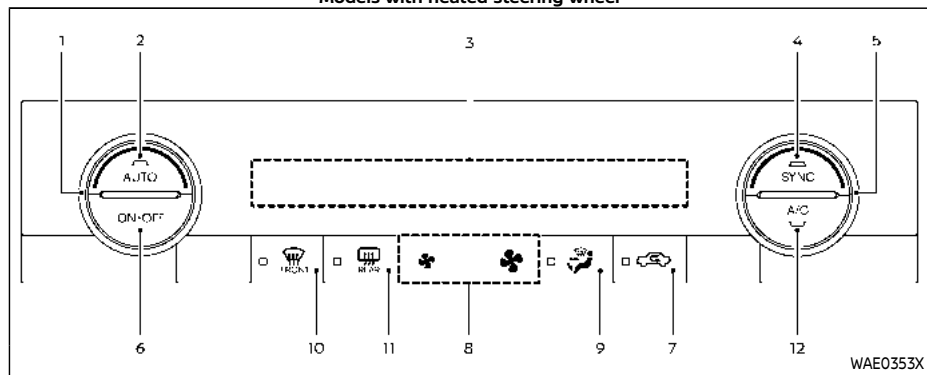 Models with heated steering wheel
1 2 3 4 5
AUTO SYNC
ON•OFF A/C
FRONT REAR
6 10 11 8 9 7 12
WAE0353X